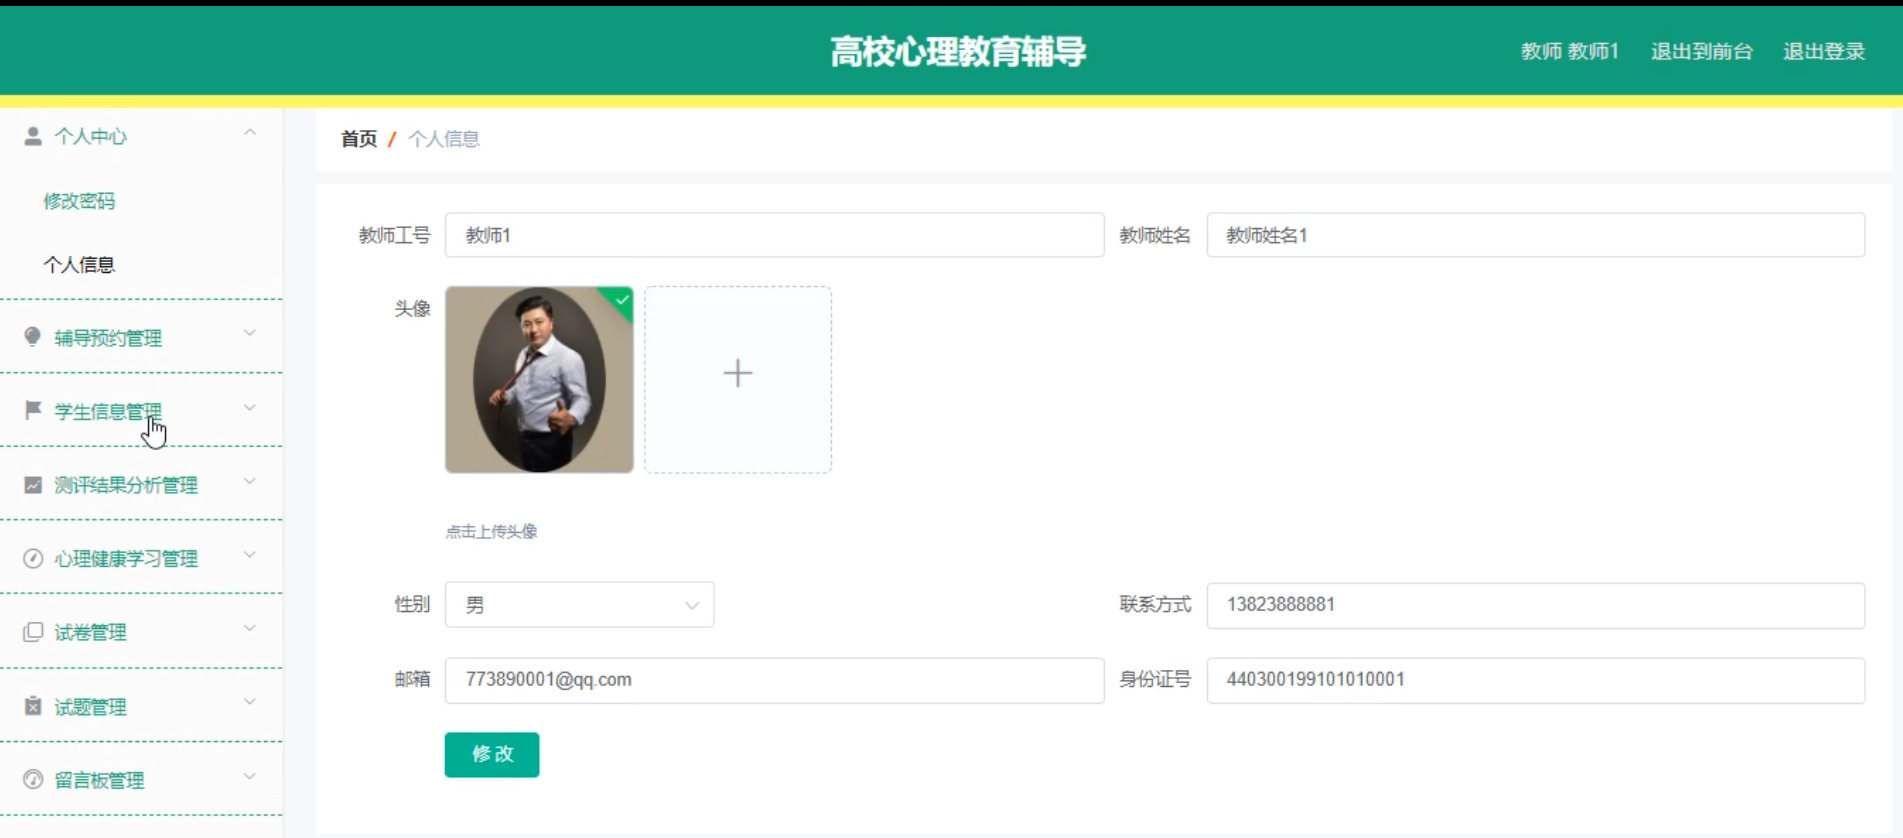 高校心理教育辅导
教师 教师1 退出到前台 退出登录
个人中心
修改密码
个人信息
辅导预约管理
学生信息管理
测评结果分析管理
心理健康学习管理
试卷管理
试题管理
留言板管理
首页 / 个人信息
教师工号 教师1 教师姓名 教师姓名1
头像
点击上传头像
性别 男 联系方式 13823888881
邮箱 773890001@qq.com 身份证号 440300199101010001
修改